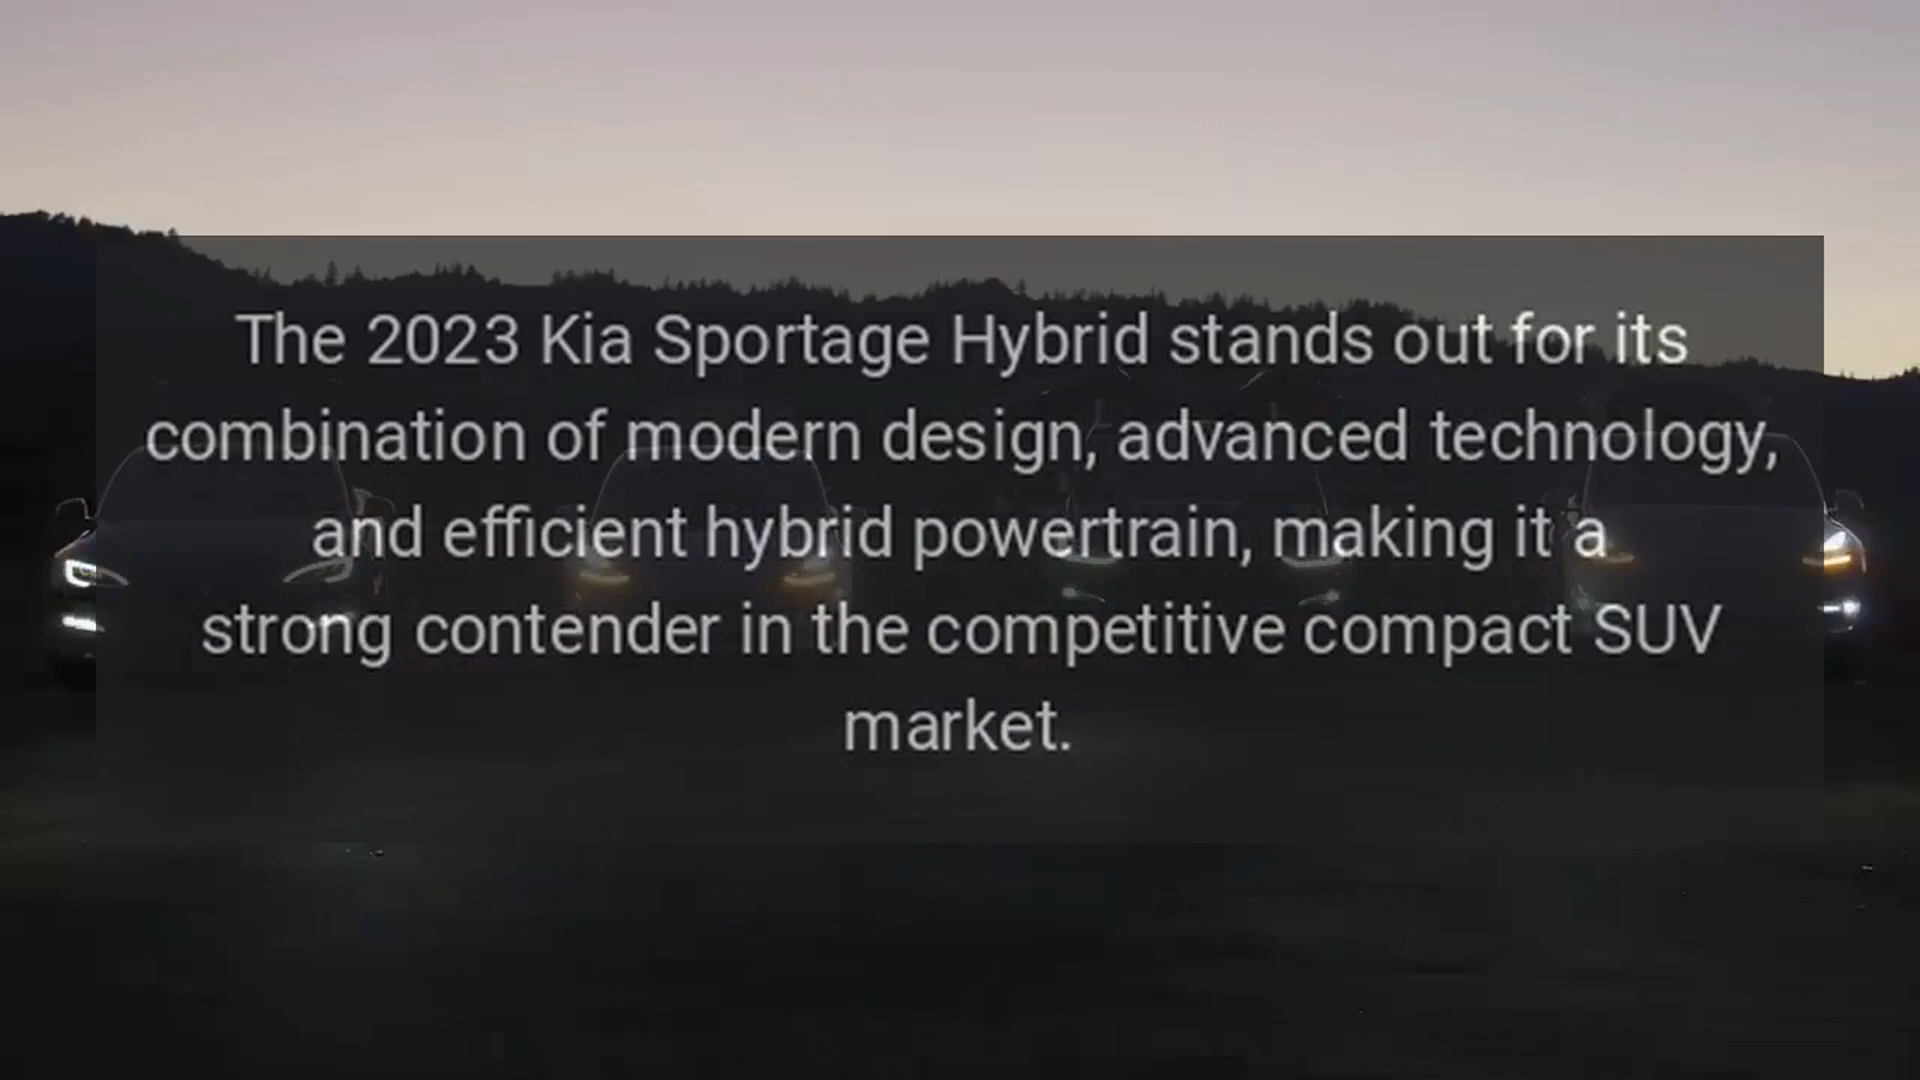 The 2023 Kia Sportage Hybrid stands out for its
combination of modern design, advanced technology,
and efficient hybrid powertrain, making it a
strong contender in the competitive compact SUV
market.